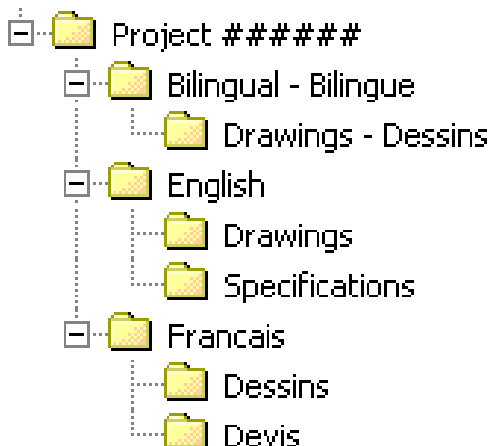 Project ######
Bilingual - Bilingue
Drawings - Dessins
English
Drawings
Specifications
Francais
Dessins
Devis